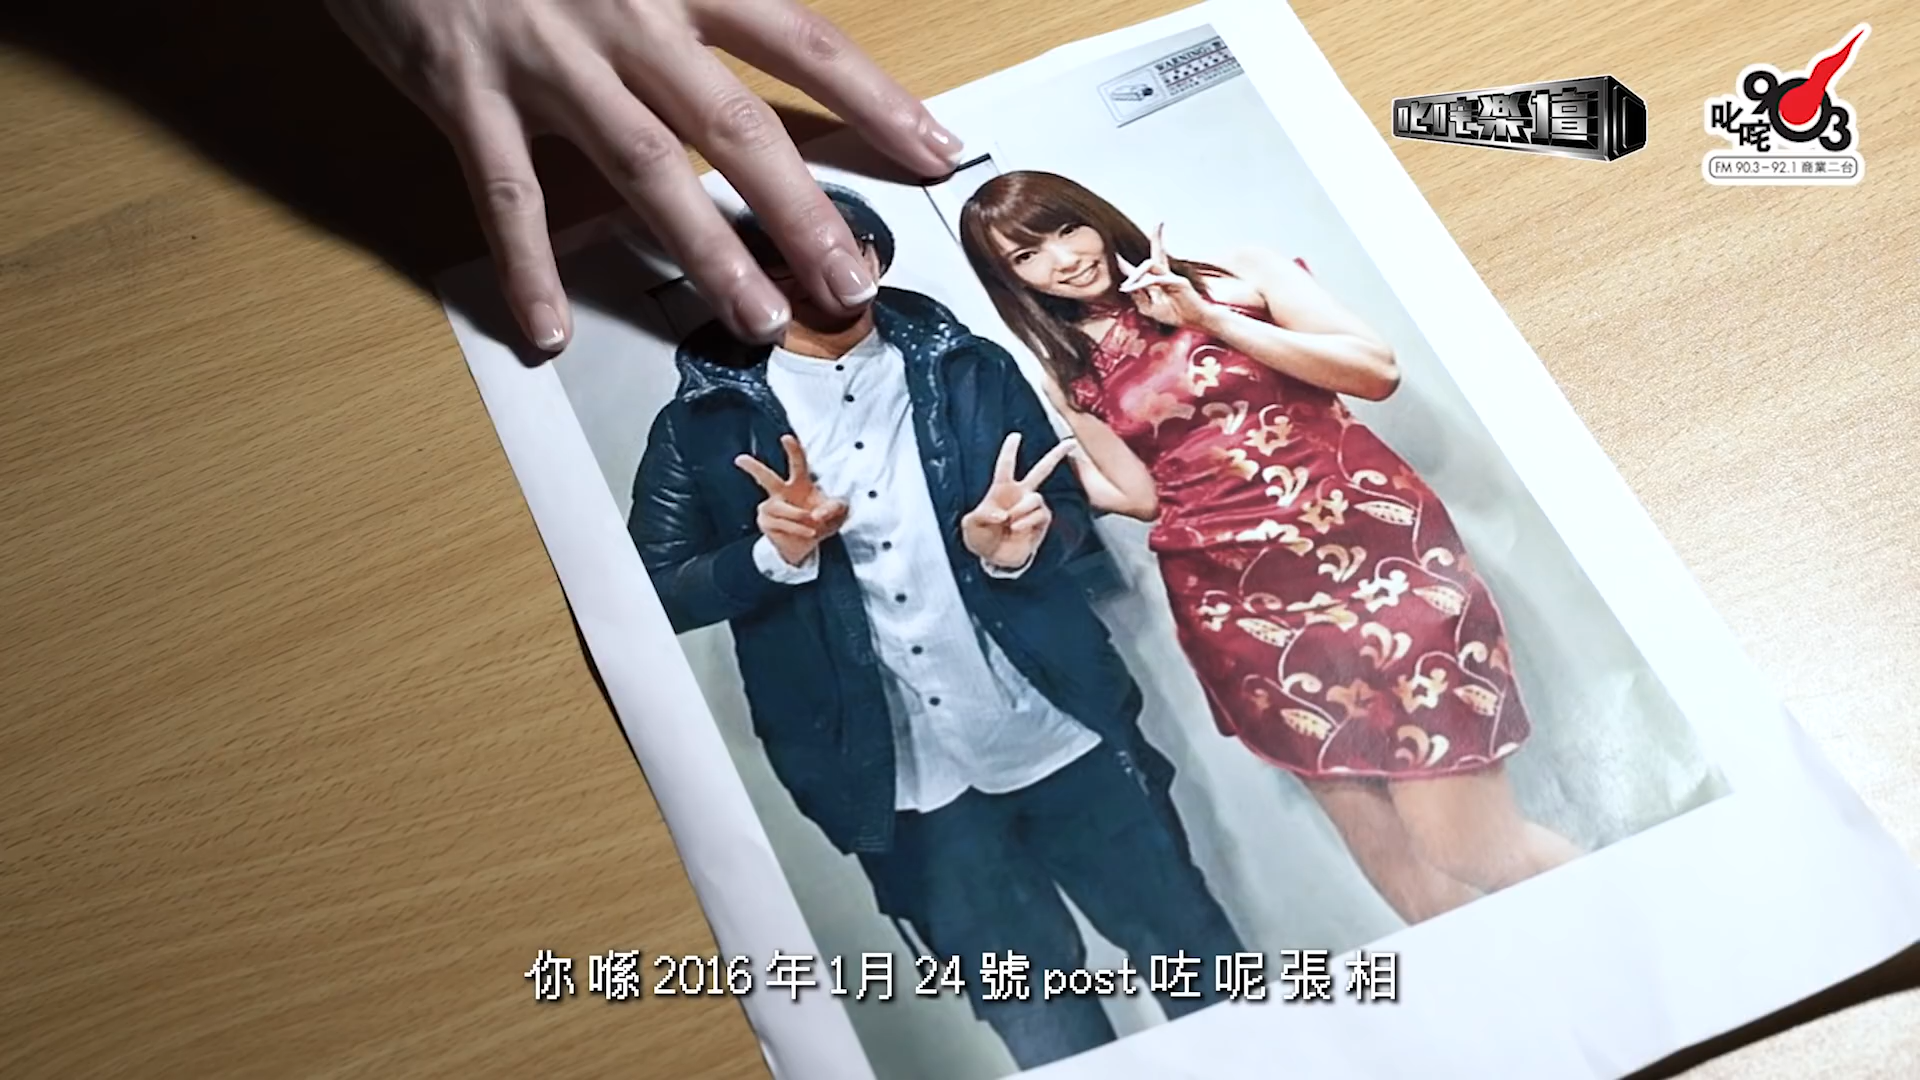 WARNING:
叱咤樂壇
叱咤903
FM 90.3-92.1 商業二台
你喺2016年1月24號post咗呢張相